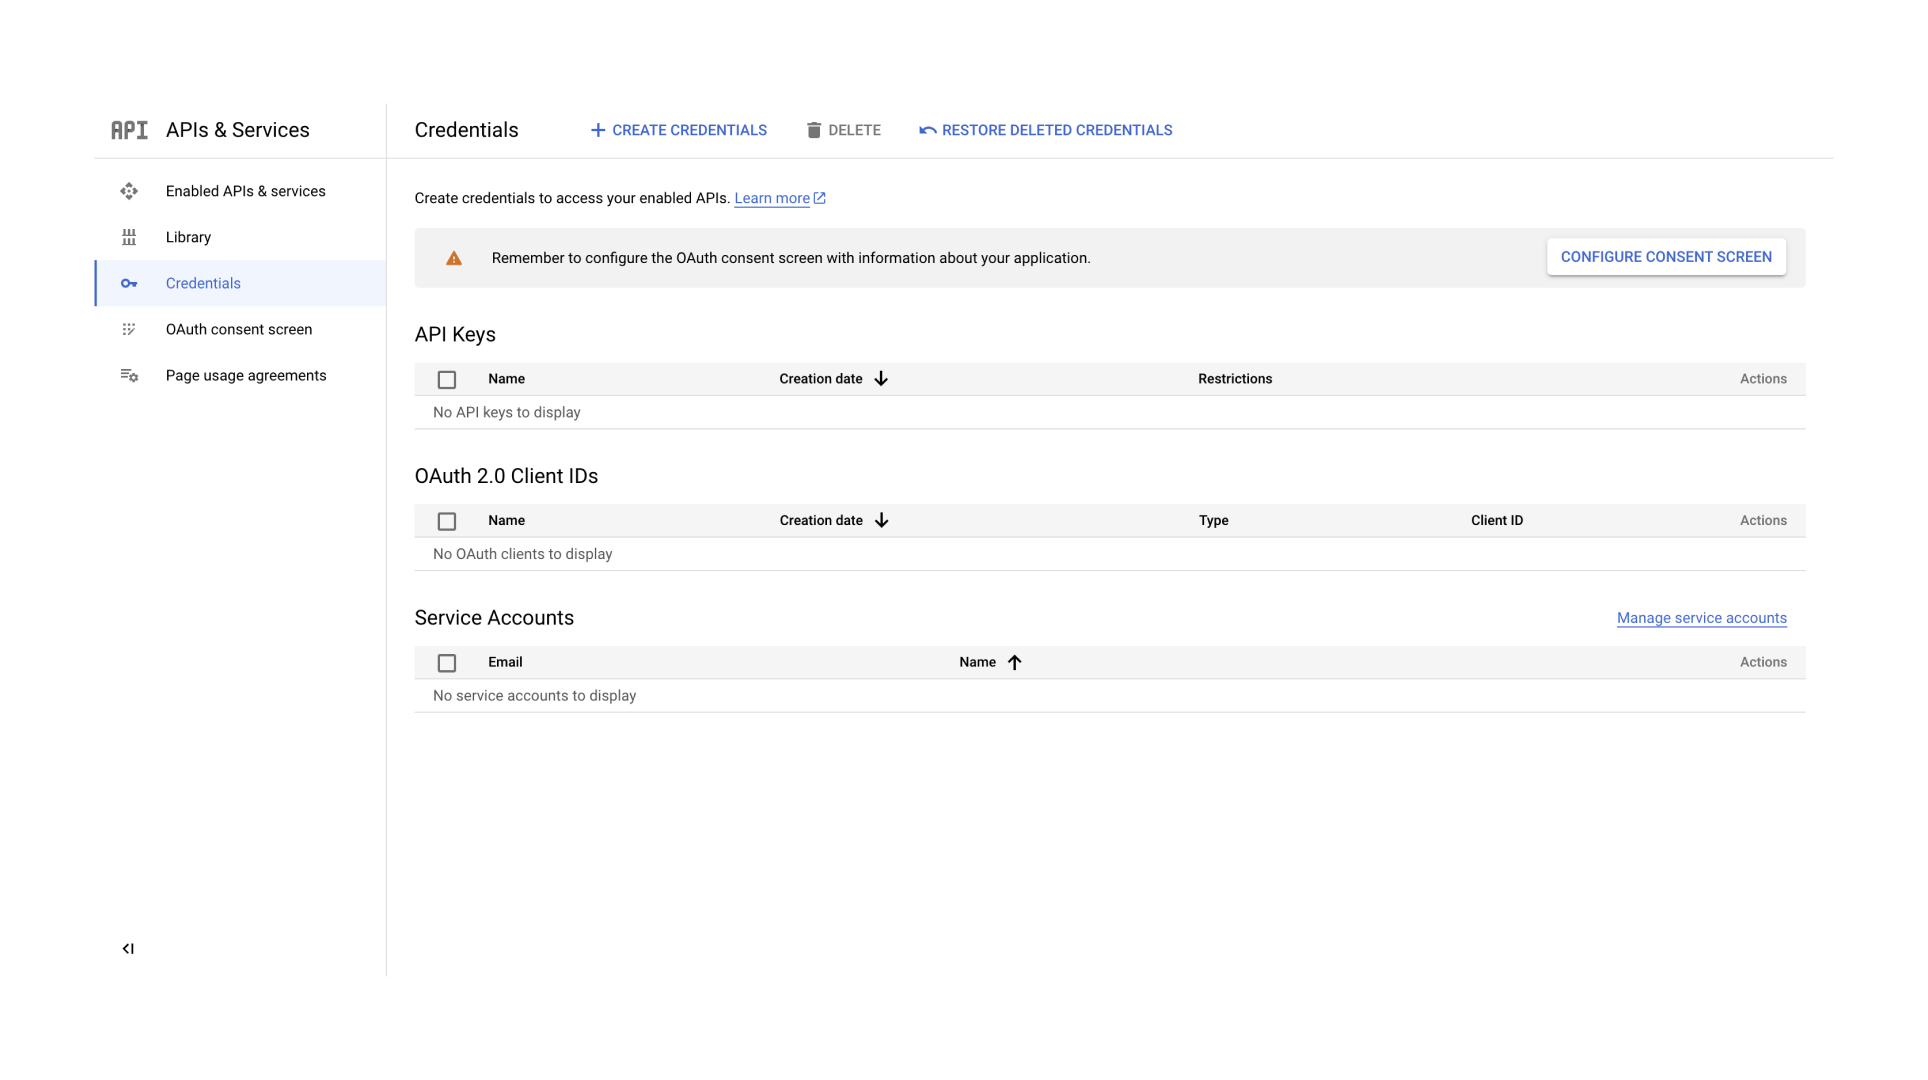 API APIs & Services
Credentials
CREATE CREDENTIALS
DELETE
RESTORE DELETED CREDENTIALS
Enabled APIs & services
Library
Credentials
OAuth consent screen
Page usage agreements
Create credentials to access your enabled APIs. Learn more
Remember to configure the OAuth consent screen with information about your application.
CONFIGURE CONSENT SCREEN
API Keys
Name Creation date Restrictions Actions
No API keys to display
OAuth 2.0 Client IDs
Name Creation date Type Client ID Actions
No OAuth clients to display
Service Accounts
Manage service accounts
Email Name Actions
No service accounts to display